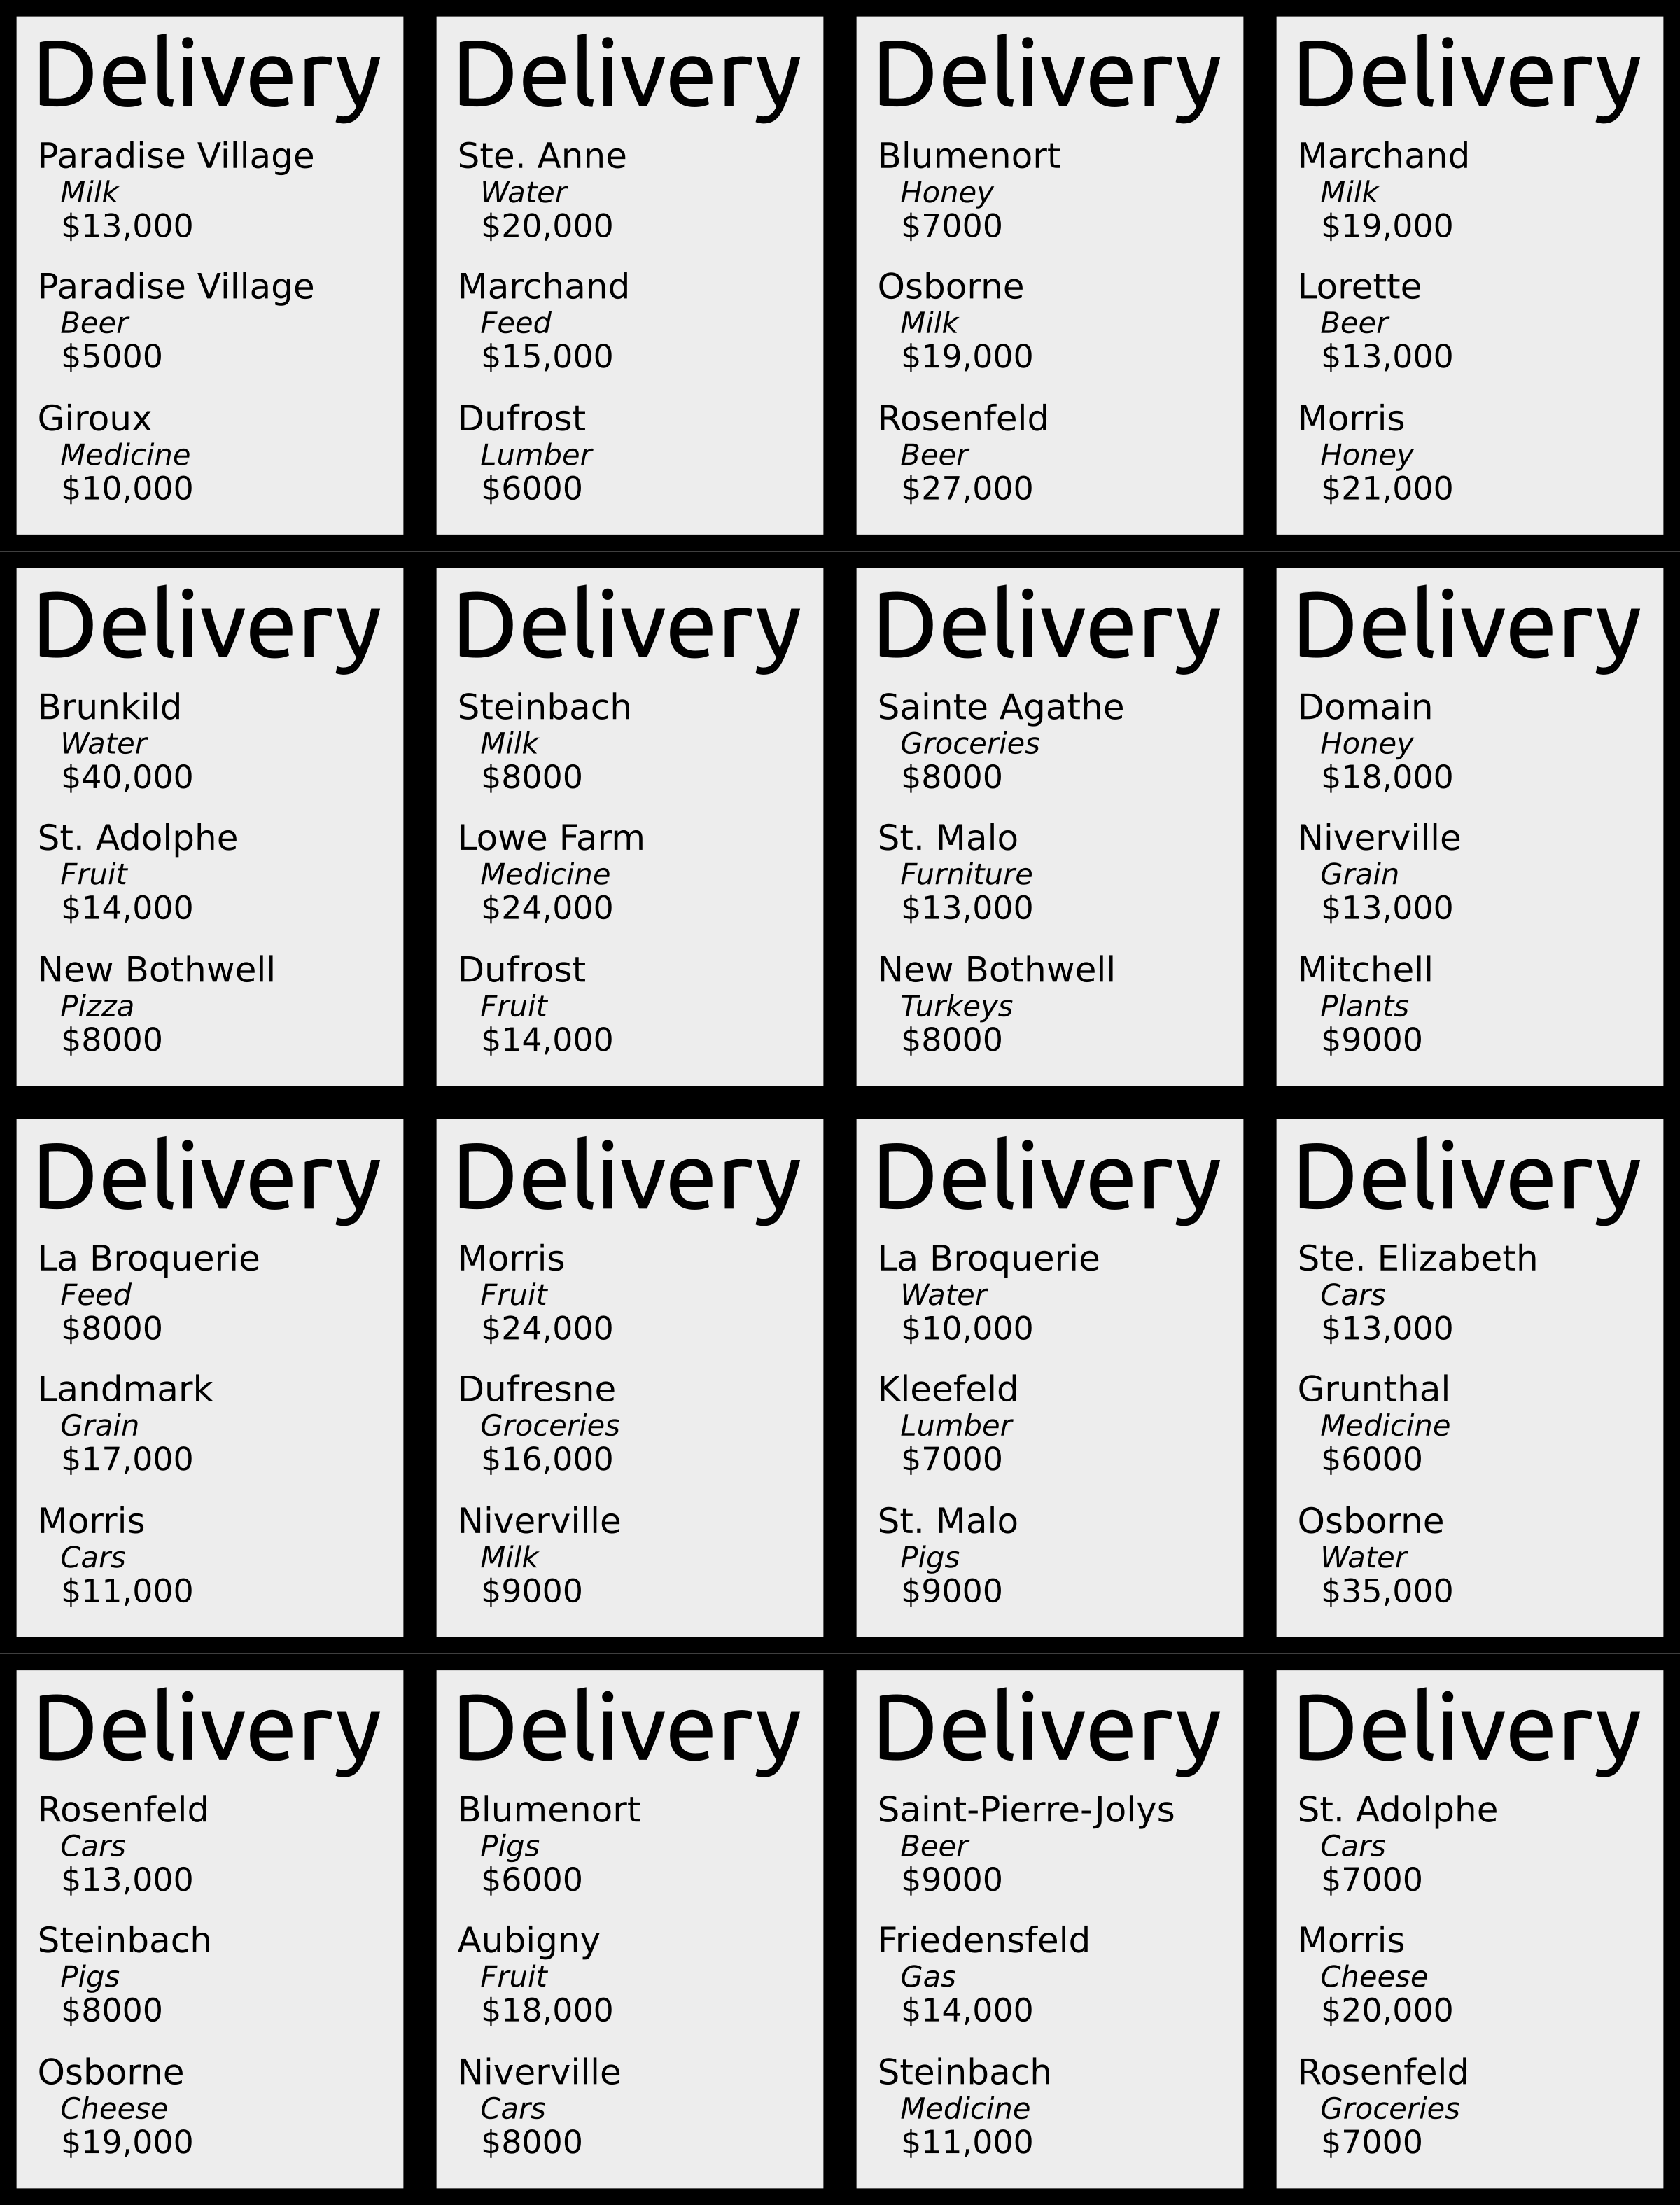 Delivery
Paradise Village
Milk
$13,000
Paradise Village
Beer
$5000
Giroux
Medicine
$10,000
Delivery
Ste. Anne
Water
$20,000
Marchand
Feed
$15,000
Dufrost
Lumber
$6000
Delivery
Blumenort
Honey
$7000
Osborne
Milk
$19,000
Rosenfeld
Beer
$27,000
Delivery
Marchand
Milk
$19,000
Lorette
Beer
$13,000
Morris
Honey
$21,000
Delivery
Brunkild
Water
$40,000
St. Adolphe
Fruit
$14,000
New Bothwell
Pizza
$8000
Delivery
Steinbach
Milk
$8000
Lowe Farm
Medicine
$24,000
Dufrost
Fruit
$14,000
Delivery
Sainte Agathe
Groceries
$8000
St. Malo
Furniture
$13,000
New Bothwell
Turkeys
$8000
Delivery
Domain
Honey
$18,000
Niverville
Grain
$13,000
Mitchell
Plants
$9000
Delivery
La Broquerie
Feed
$8000
Landmark
Grain
$17,000
Morris
Cars
$11,000
Delivery
Morris
Fruit
$24,000
Dufresne
Groceries
$16,000
Niverville
Milk
$9000
Delivery
La Broquerie
Water
$10,000
Kleefeld
Lumber
$7000
St. Malo
Pigs
$9000
Delivery
Ste. Elizabeth
Cars
$13,000
Grunthal
Medicine
$6000
Osborne
Water
$35,000
Delivery
Rosenfeld
Cars
$13,000
Steinbach
Pigs
$8000
Osborne
Cheese
$19,000
Delivery
Blumenort
Pigs
$6000
Aubigny
Fruit
$18,000
Niverville
Cars
$8000
Delivery
Saint-Pierre-Jolys
Beer
$9000
Friedensfeld
Gas
$14,000
Steinbach
Medicine
$11,000
Delivery
St. Adolphe
Cars
$7000
Morris
Cheese
$20,000
Rosenfeld
Groceries
$7000